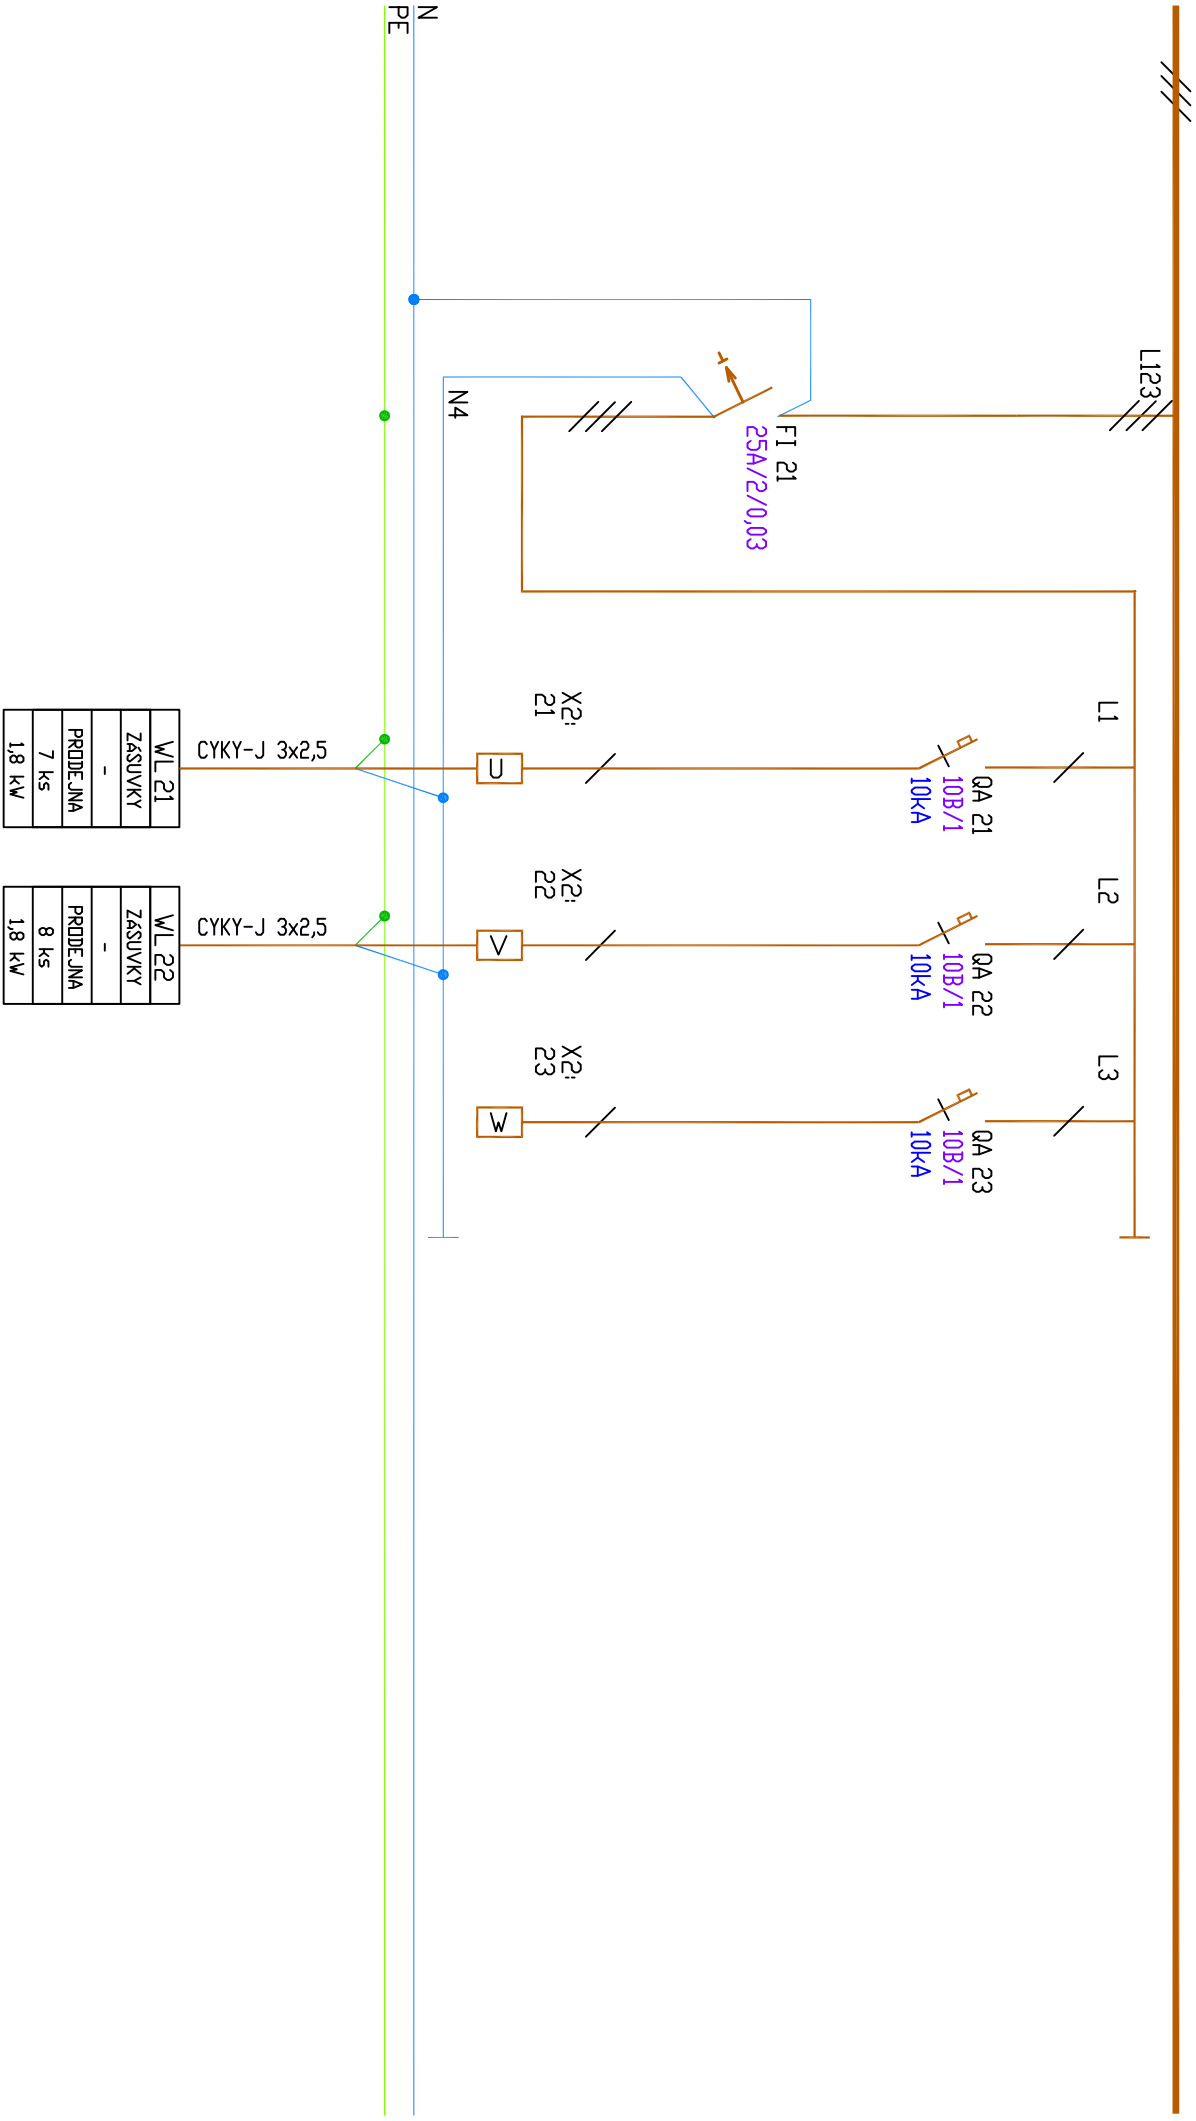 L123
FI 21
25A/2/0,03
L1
L2
L3
QA 21
10B/1
10kA
QA 22
10B/1
10kA
QA 23
10B/1
10kA
X2:
21
X2:
22
X2:
23
U
V
W
N4
N
PE
CYKY-J 3x2,5
CYKY-J 3x2,5
WL 21
ZÁSUVKY
-
PRODEJNA
7 ks
1,8 kW
WL 22
ZÁSUVKY
-
PRODEJNA
8 ks
1,8 kW